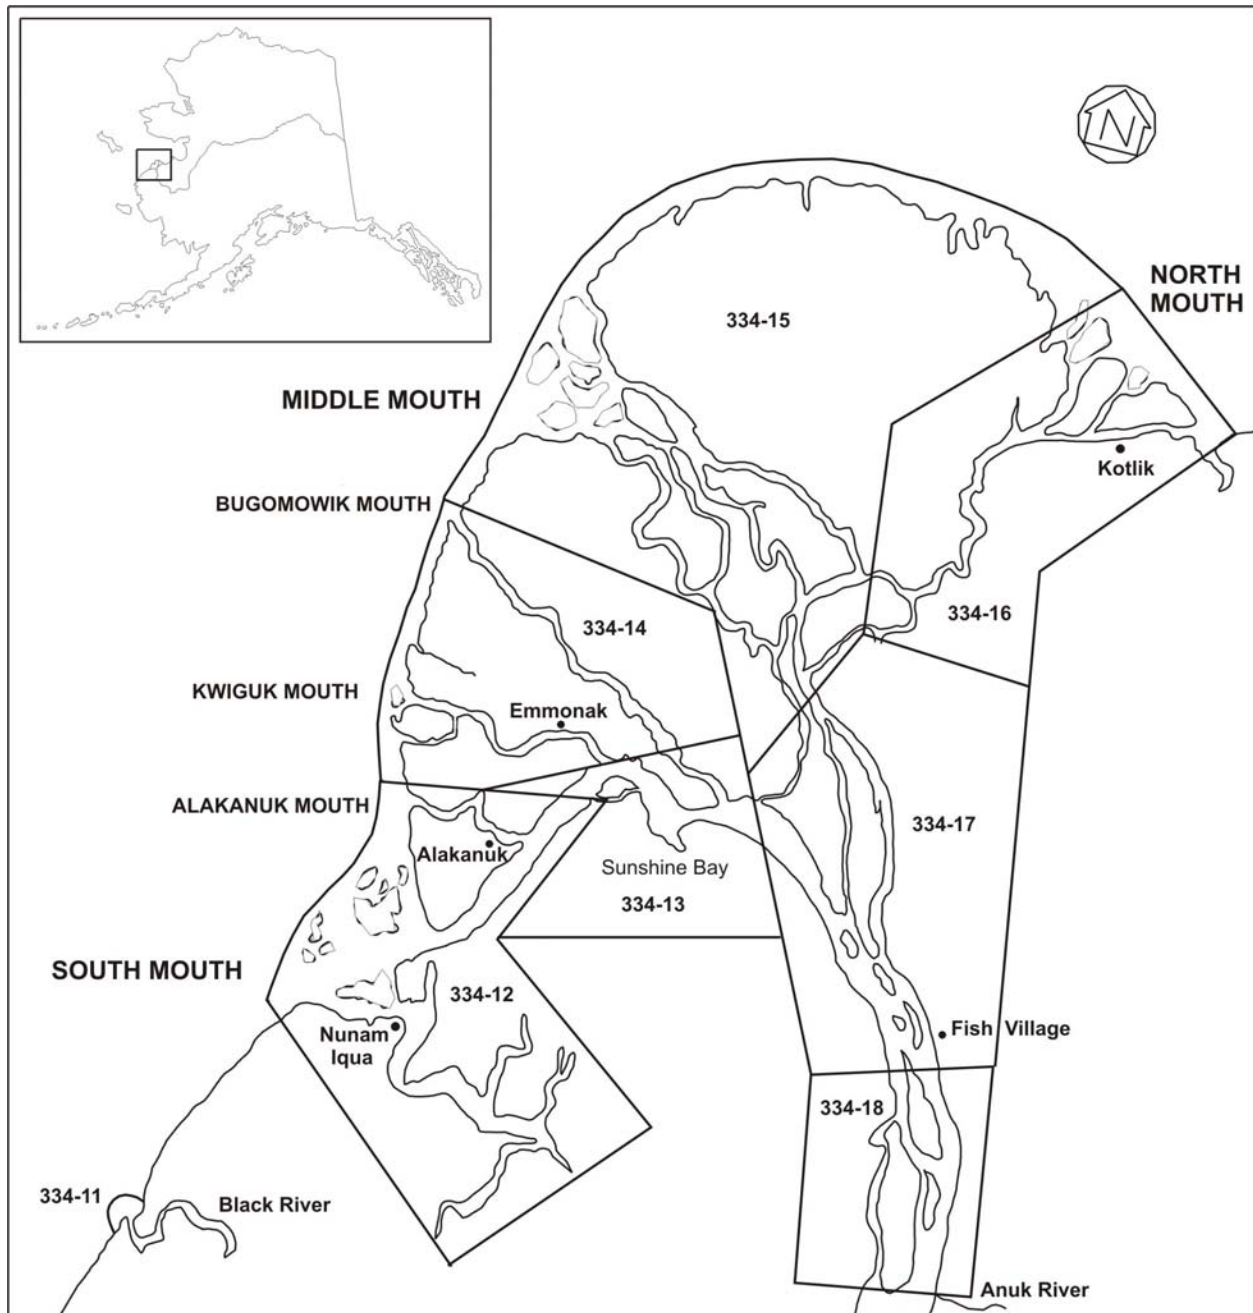 N
NORTH
MOUTH
334-15
MIDDLE MOUTH
Kotlik
BUGOMOWIK MOUTH
334-16
334-14
KWIGUK MOUTH
Emmonak
ALAKANUK MOUTH
334-17
Alakanuk
Sunshine Bay
334-13
SOUTH MOUTH
334-12
Nunam
Iqua
Fish Village
334-18
334-11
Black River
Anuk River